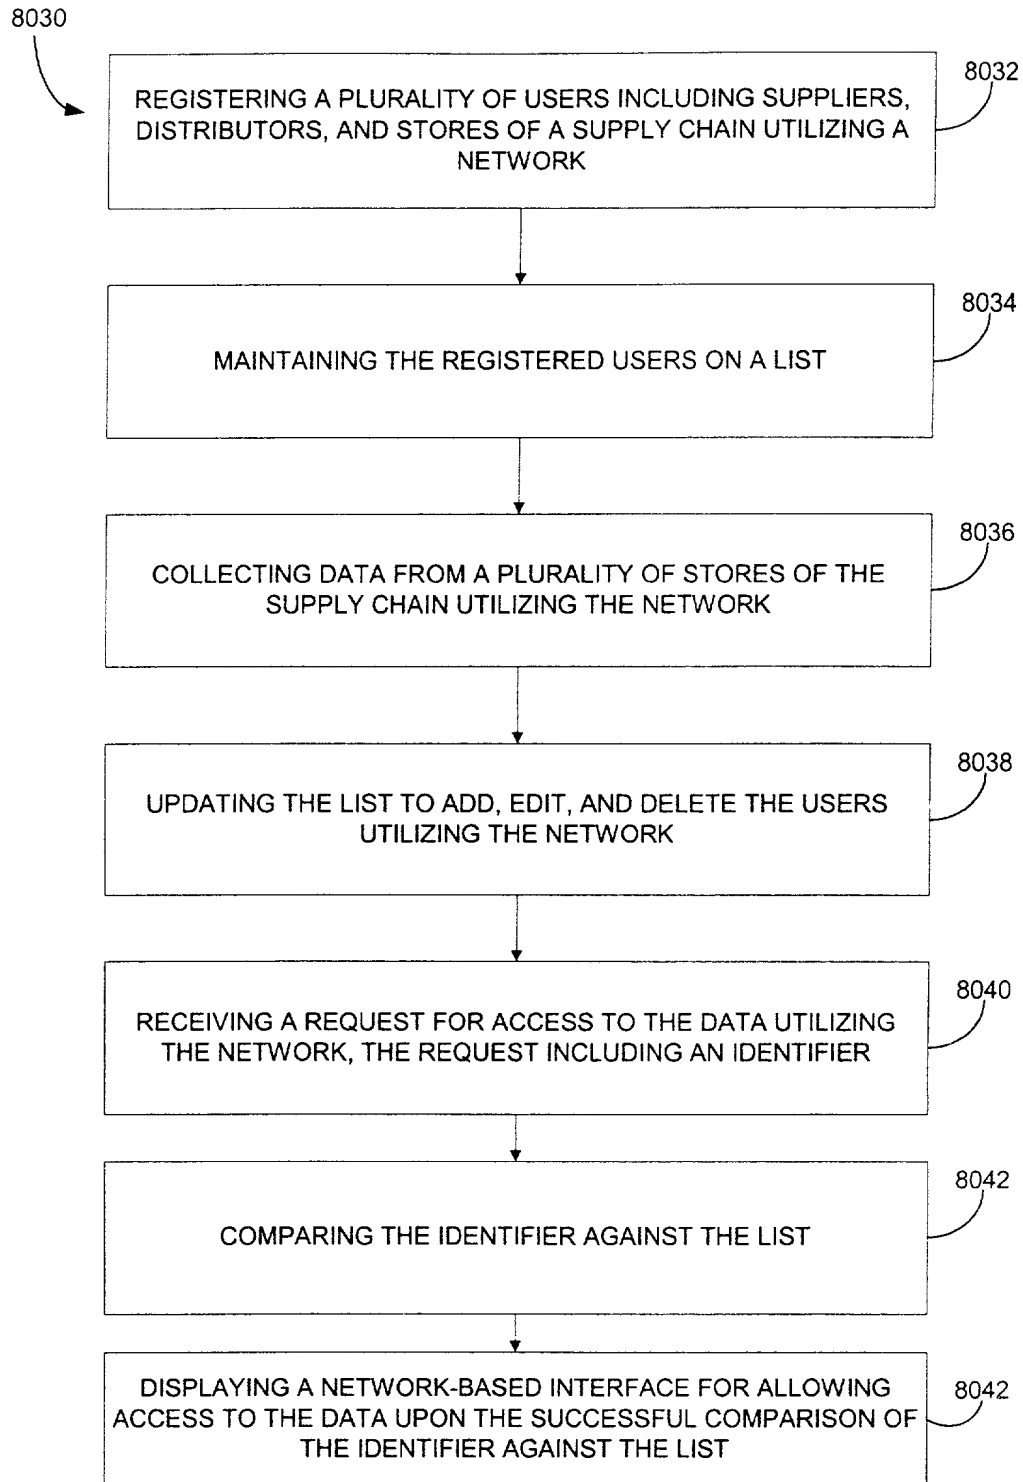 8030
8032
REGISTERING A PLURALITY OF USERS INCLUDING SUPPLIERS,
DISTRIBUTORS, AND STORES OF A SUPPLY CHAIN UTILIZING A
NETWORK
8034
MAINTAINING THE REGISTERED USERS ON A LIST
8036
COLLECTING DATA FROM A PLURALITY OF STORES OF THE
SUPPLY CHAIN UTILIZING THE NETWORK
8038
UPDATING THE LIST TO ADD, EDIT, AND DELETE THE USERS
UTILIZING THE NETWORK
8040
RECEIVING A REQUEST FOR ACCESS TO THE DATA UTILIZING
THE NETWORK, THE REQUEST INCLUDING AN IDENTIFIER
8042
COMPARING THE IDENTIFIER AGAINST THE LIST
8042
DISPLAYING A NETWORK-BASED INTERFACE FOR ALLOWING
ACCESS TO THE DATA UPON THE SUCCESSFUL COMPARISON OF
THE IDENTIFIER AGAINST THE LIST